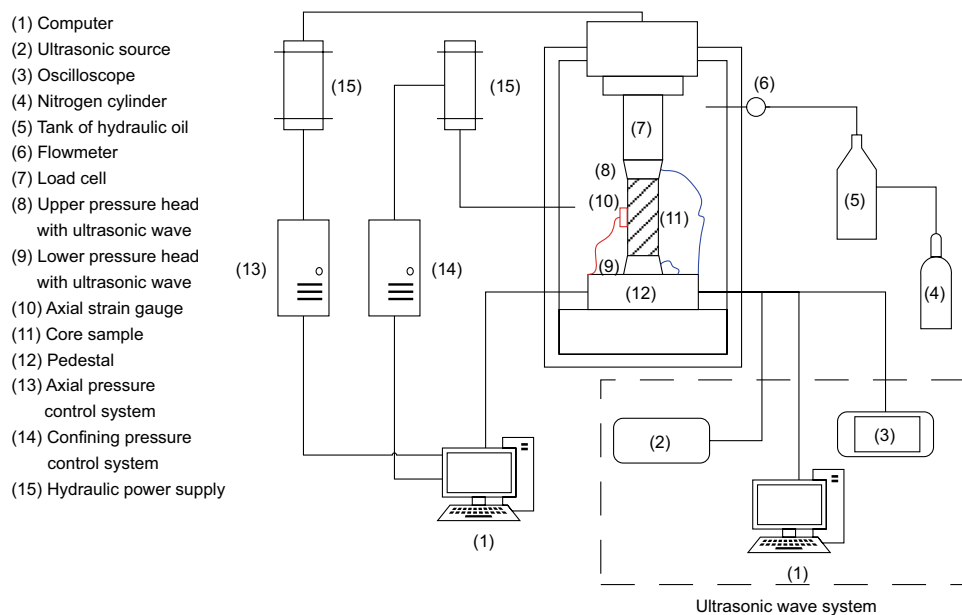 (1) Computer
(2) Ultrasonic source
(3) Oscilloscope
(4) Nitrogen cylinder
(5) Tank of hydraulic oil
(6) Flowmeter
(7) Load cell
(8) Upper pressure head
with ultrasonic wave
(9) Lower pressure head
with ultrasonic wave
(10) Axial strain gauge
(11) Core sample
(12) Pedestal
(13) Axial pressure
control system
(14) Confining pressure
control system
(15) Hydraulic power supply
(15)
(15)
(6)
(7)
(8)
(10)
(11)
(5)
(13)
(14)
(9)
(12)
(4)
(2)
(3)
(1)
(1)
Ultrasonic wave system